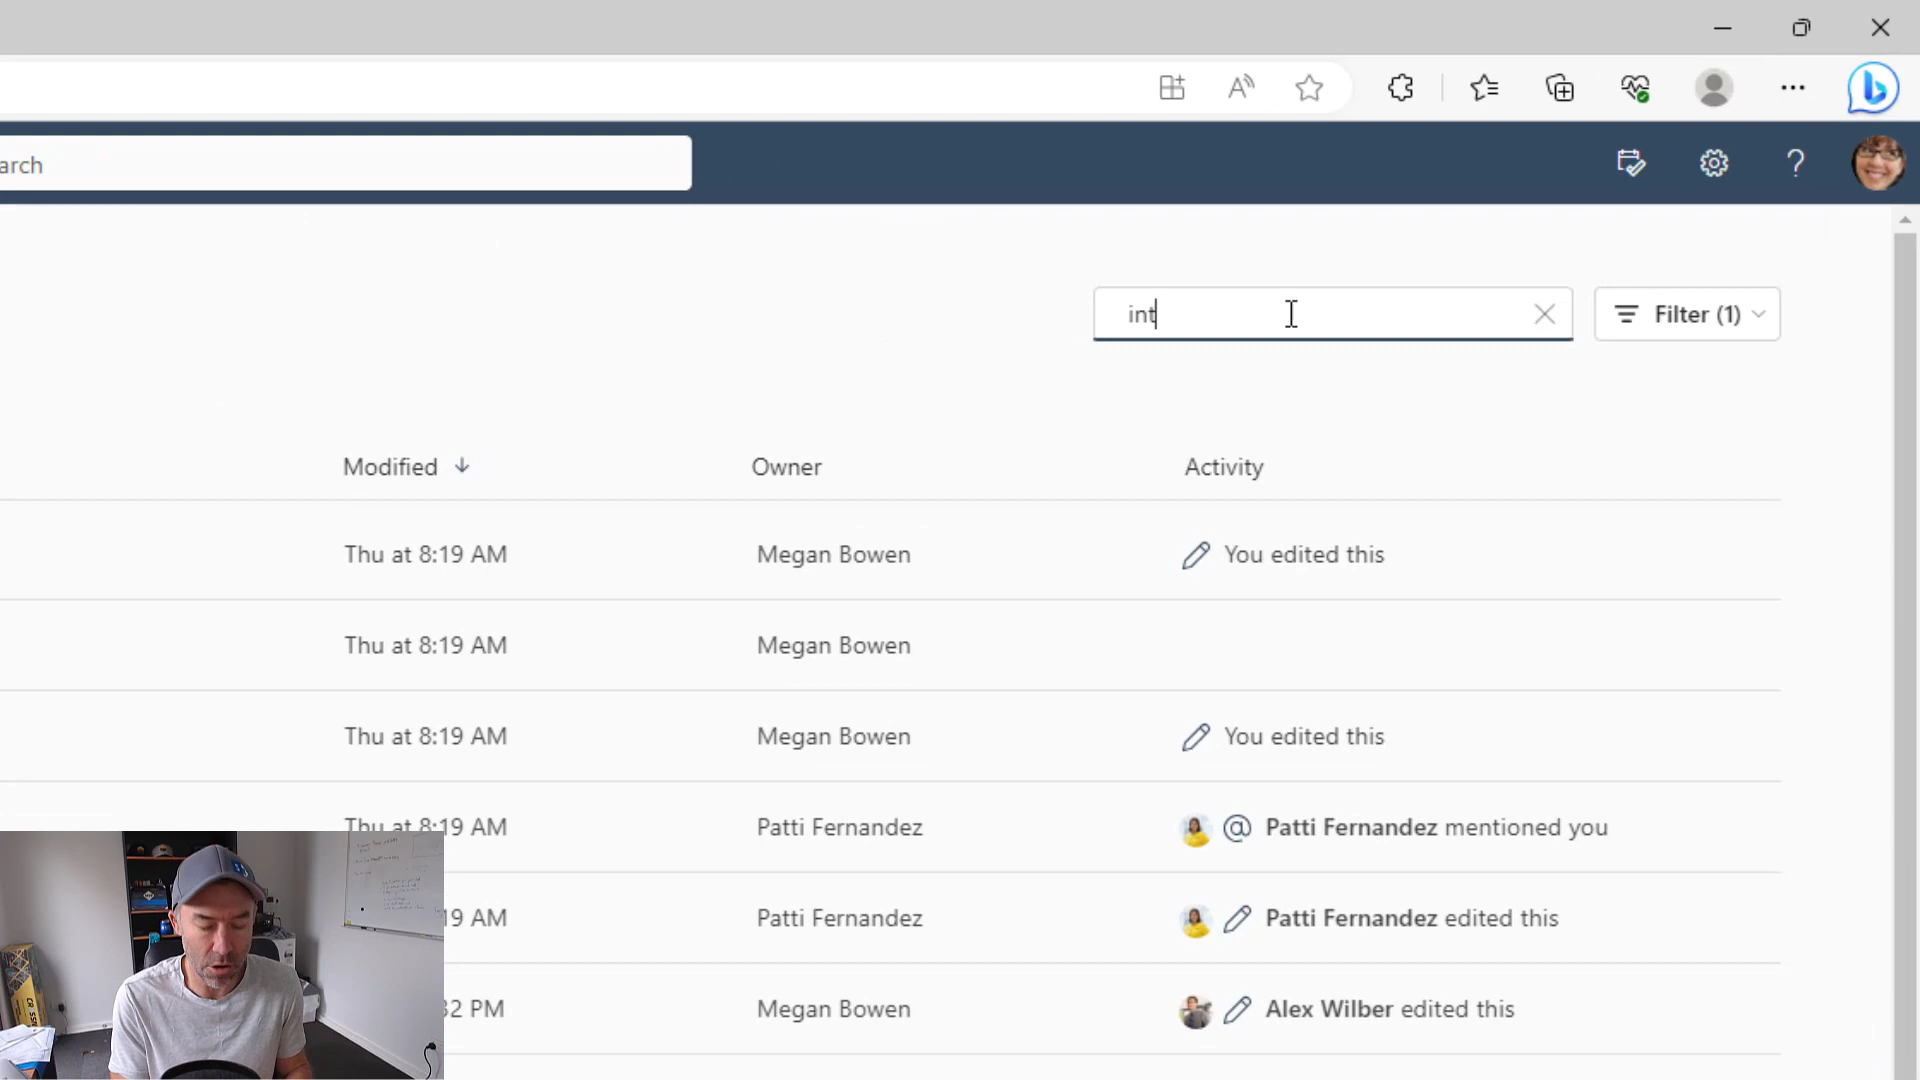 arch
int
Filter (1)
Modified Owner Activity
Thu at 8:19 AM Megan Bowen You edited this
Thu at 8:19 AM Megan Bowen
Thu at 8:19 AM Megan Bowen You edited this
Thu at 8:19 AM Patti Fernandez @ Patti Fernandez mentioned you
19 AM Patti Fernandez Patti Fernandez edited this
32 PM Megan Bowen Alex Wilber edited this